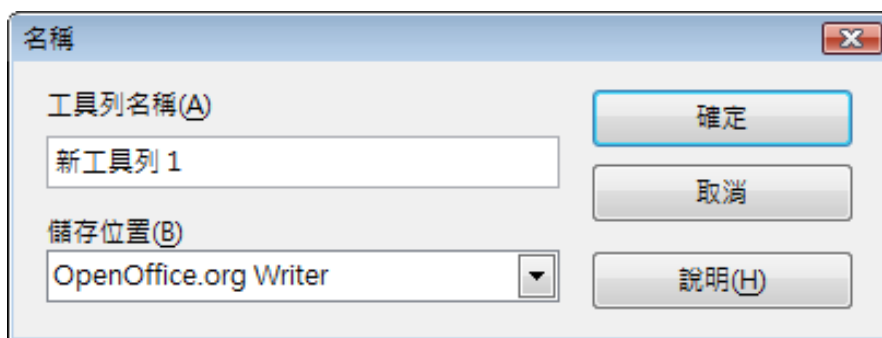 名稱
工具列名稱(A)
新工具列 1
儲存位置(B)
OpenOffice.org Writer
確定
取消
說明(H)